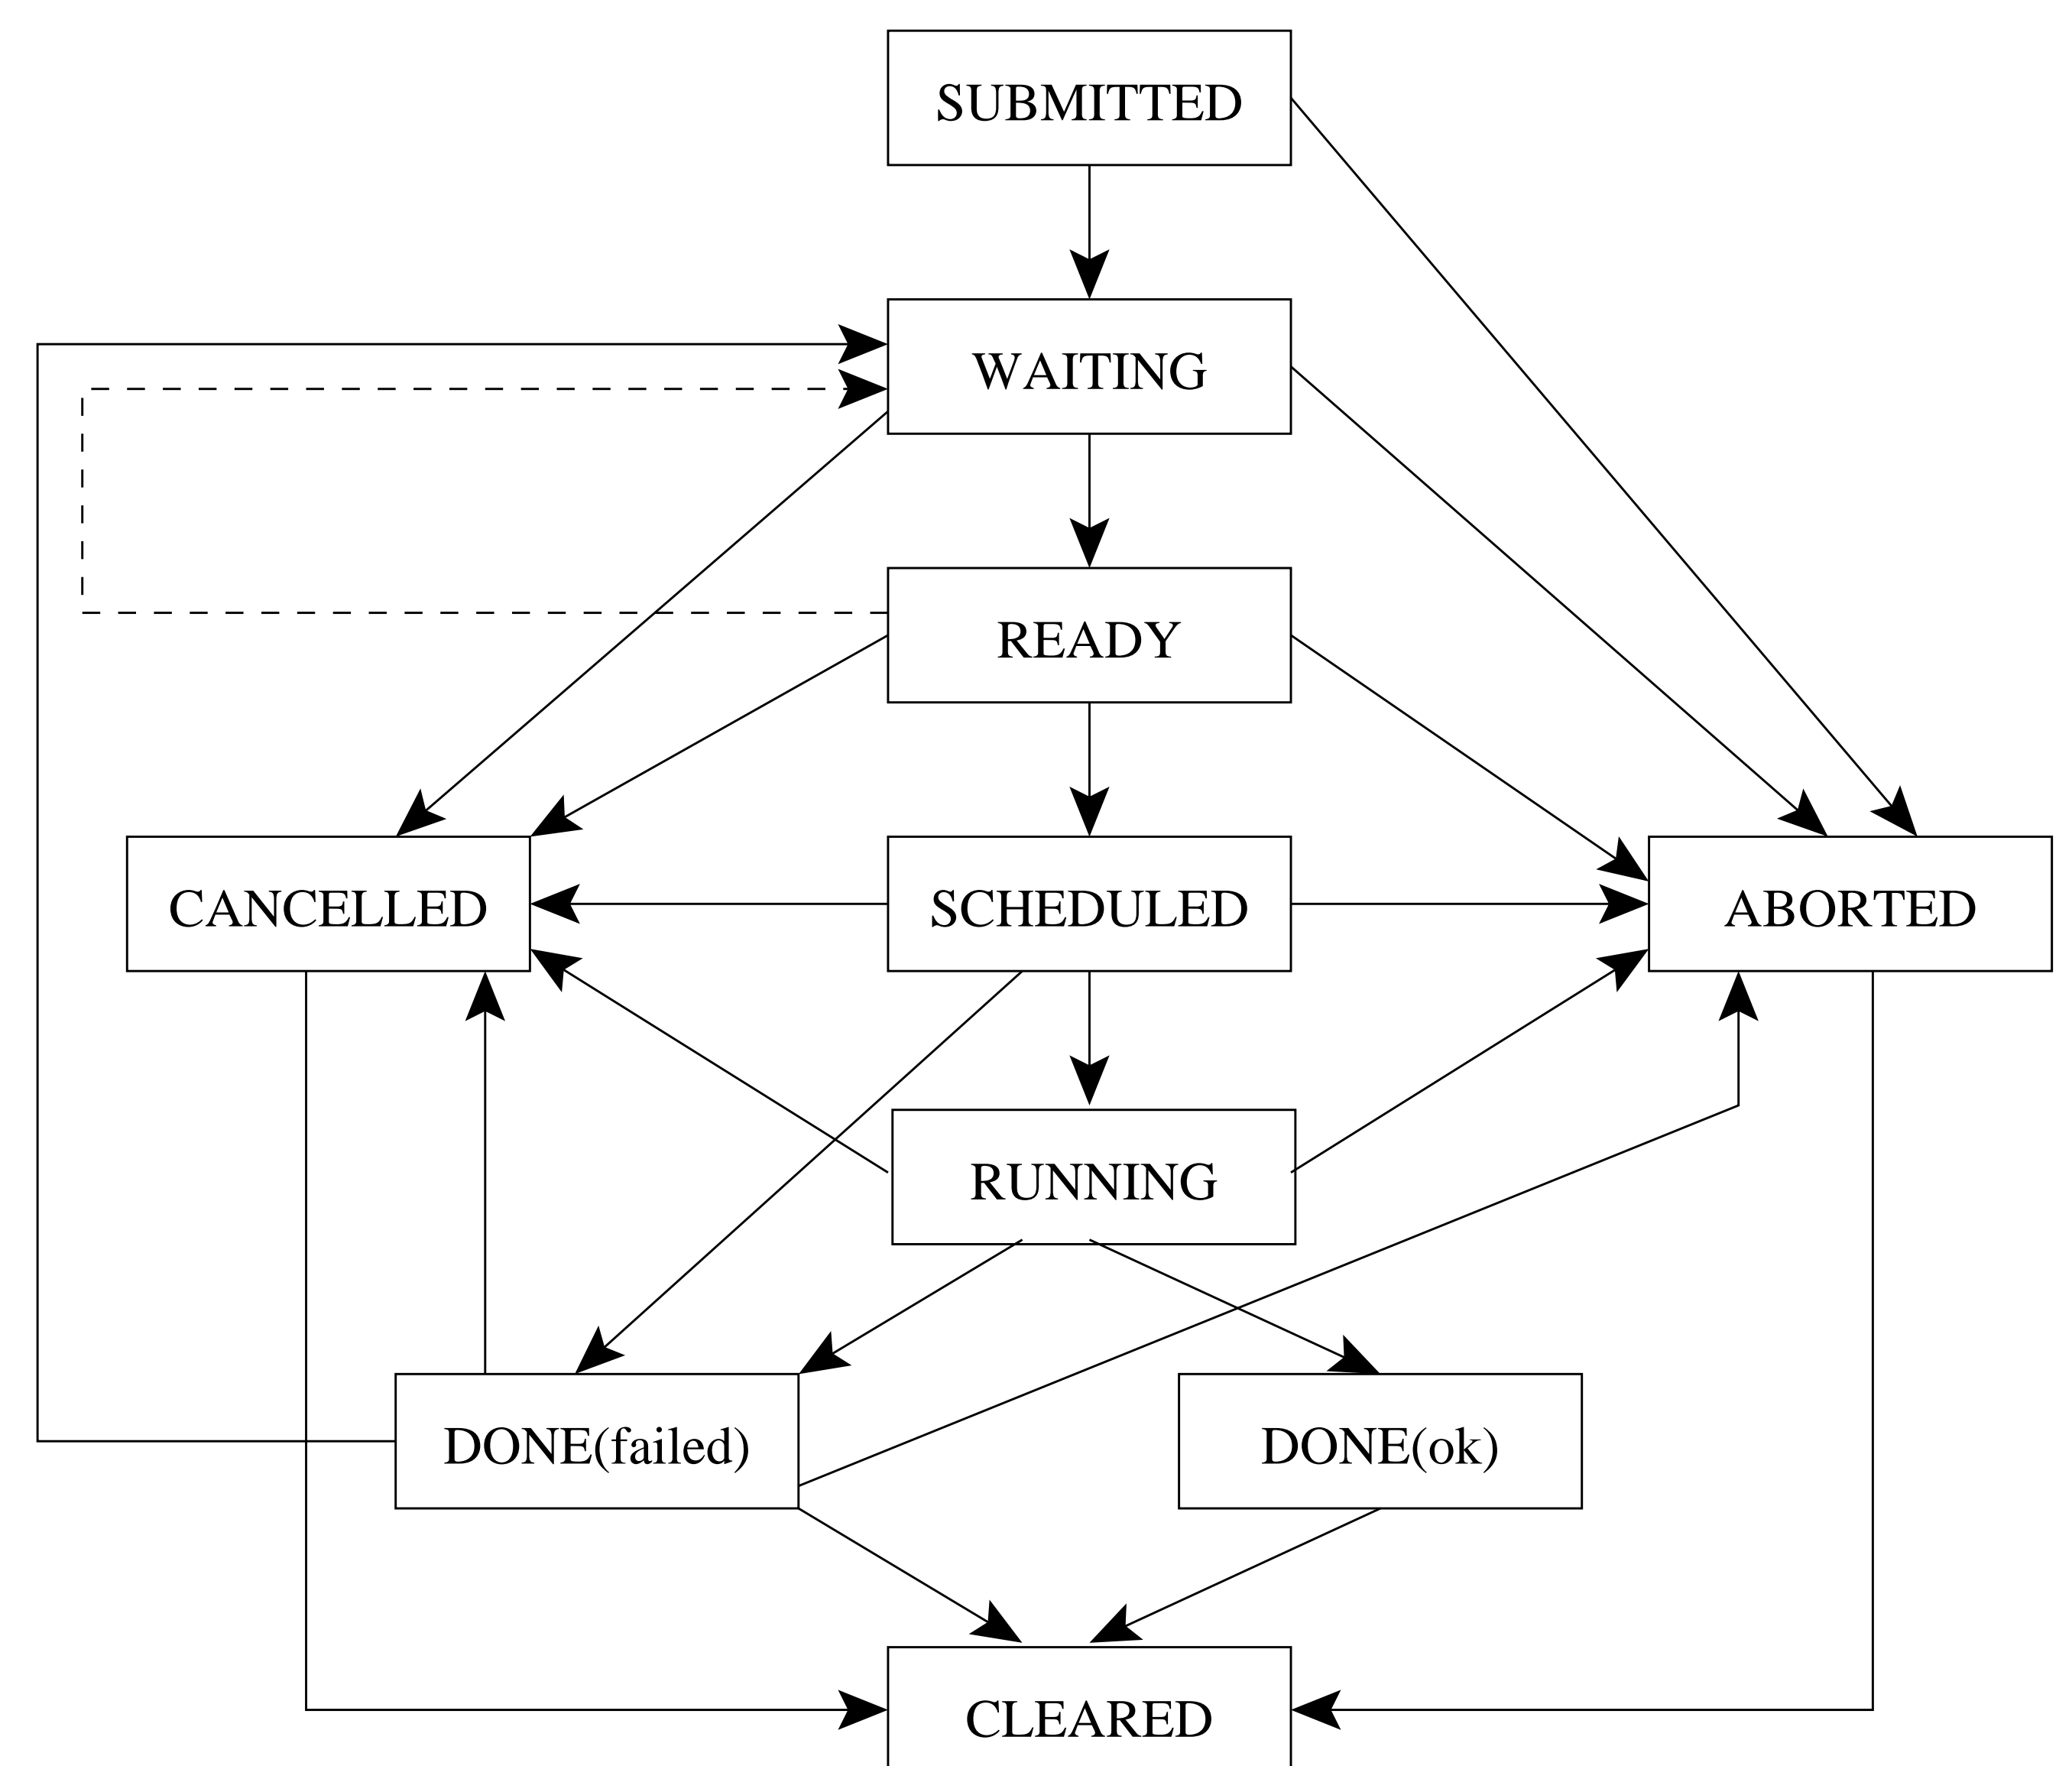 SUBMITTED
WAITING
READY
CANCELLED
SCHEDULED
ABORTED
RUNNING
DONE(failed)
DONE(ok)
CLEARED